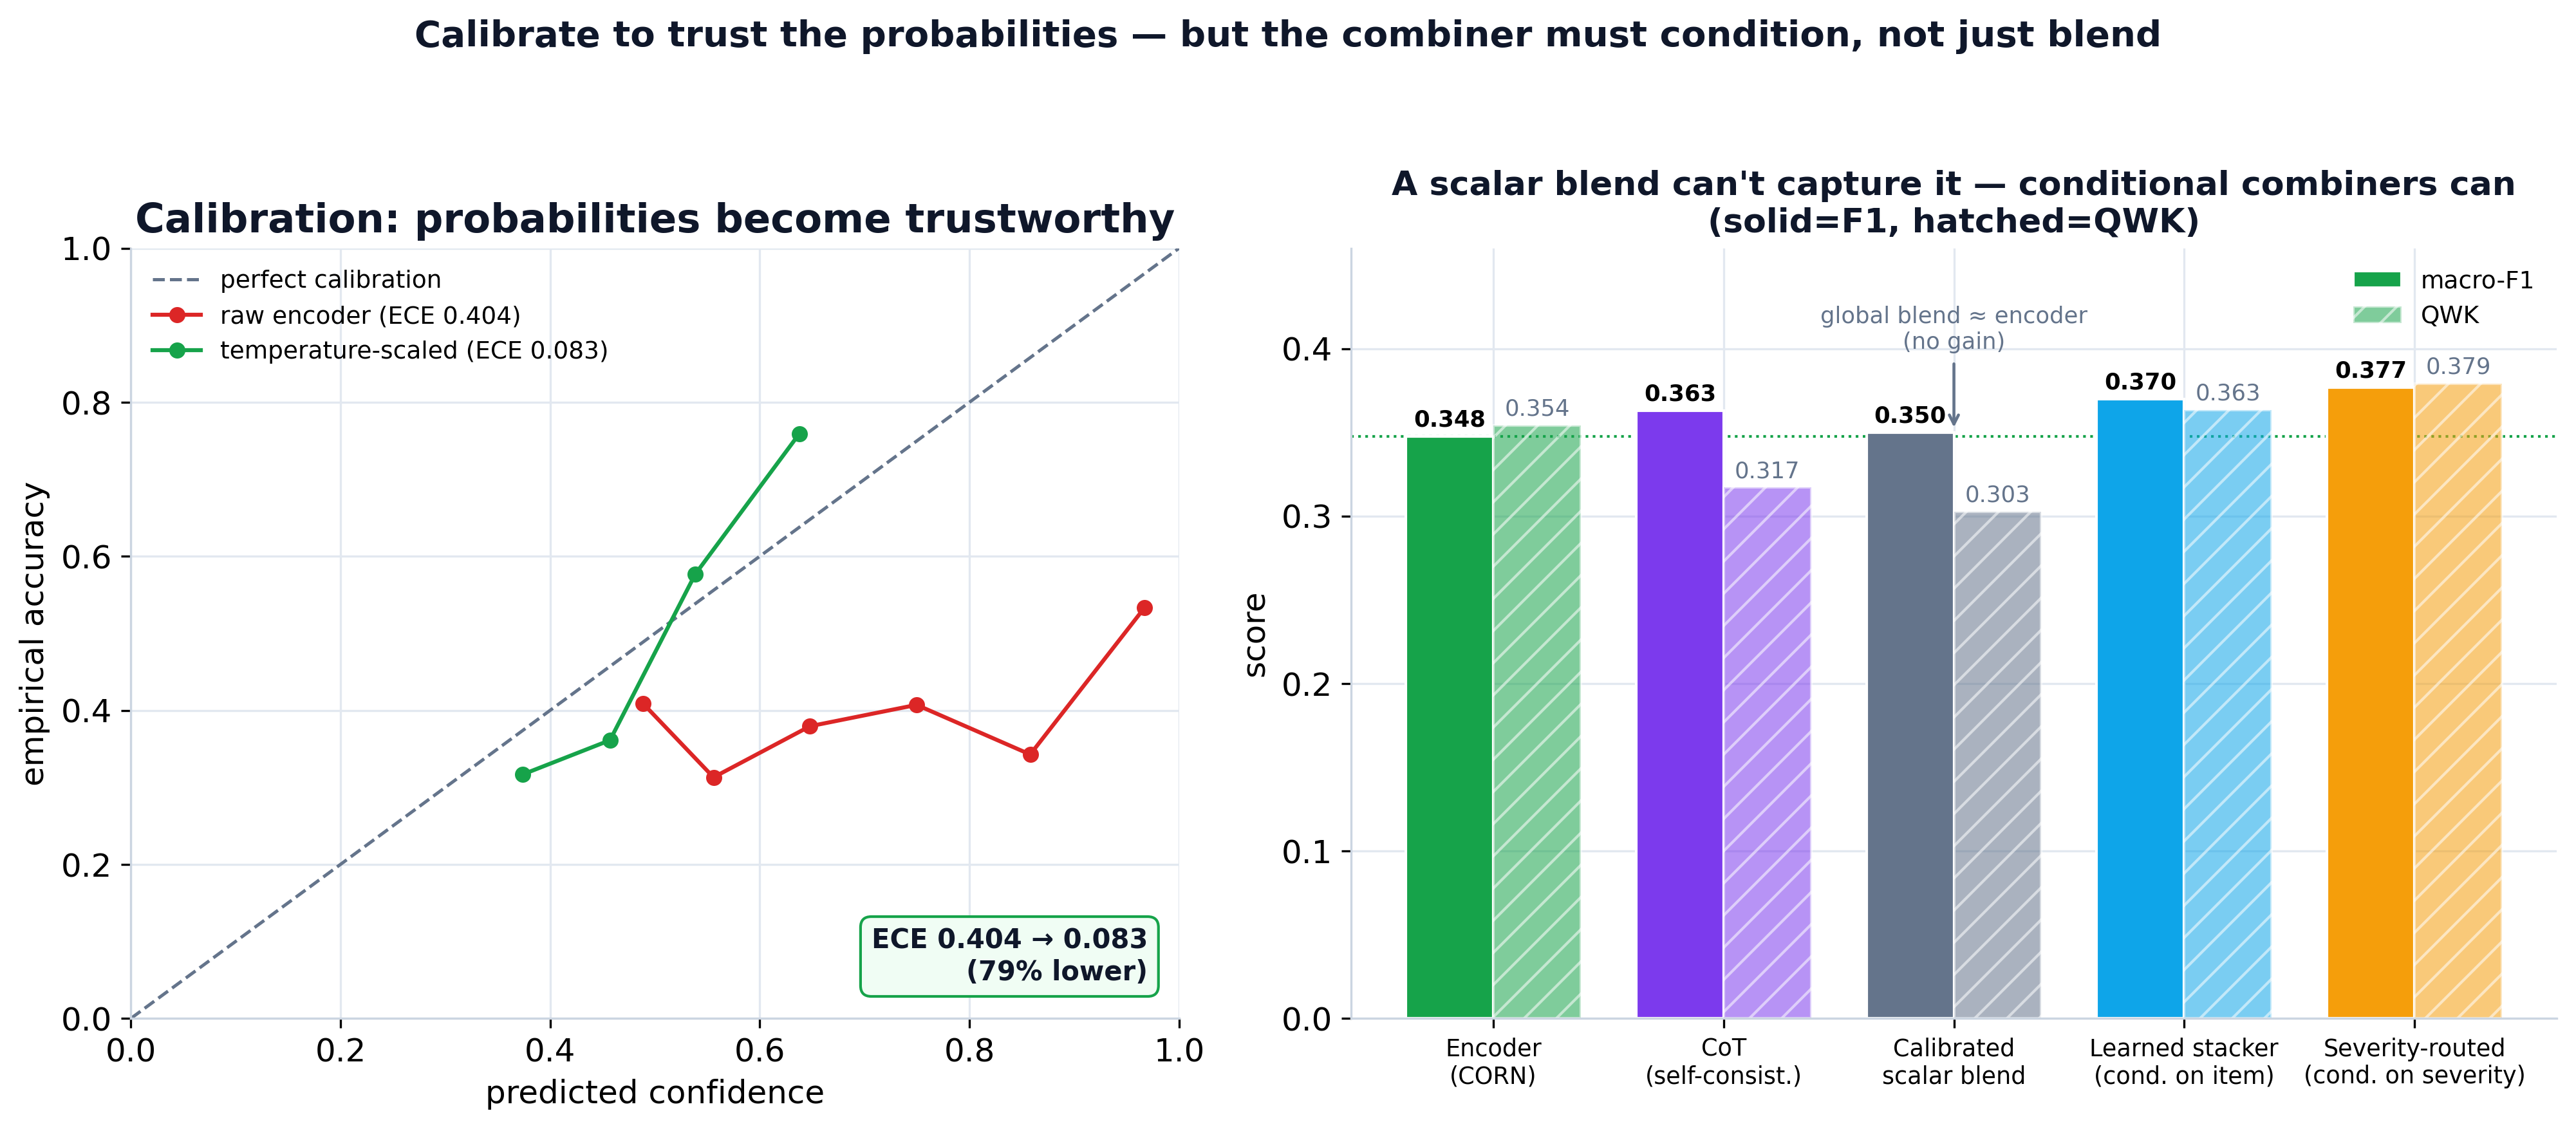 Calibrate to trust the probabilities — but the combiner must condition, not just blend
Calibration: probabilities become trustworthy
1.0
0.8
0.6
0.4
0.2
0.0
empirical accuracy
perfect calibration
raw encoder (ECE 0.404)
temperature-scaled (ECE 0.083)
ECE 0.404 → 0.083
(79% lower)
0.0 0.2 0.4 0.6 0.8 1.0
predicted confidence
A scalar blend can't capture it — conditional combiners can
(solid=F1, hatched=QWK)
macro-F1
QWK
global blend ≈ encoder
(no gain)
0.4
0.3
0.2
0.1
0.0
score
0.348 0.354
0.363 0.317
0.350 0.303
0.370 0.363
0.377 0.379
Encoder
(CORN)
CoT
(self-consist.)
Calibrated
scalar blend
Learned stacker
(cond. on item)
Severity-routed
(cond. on severity)